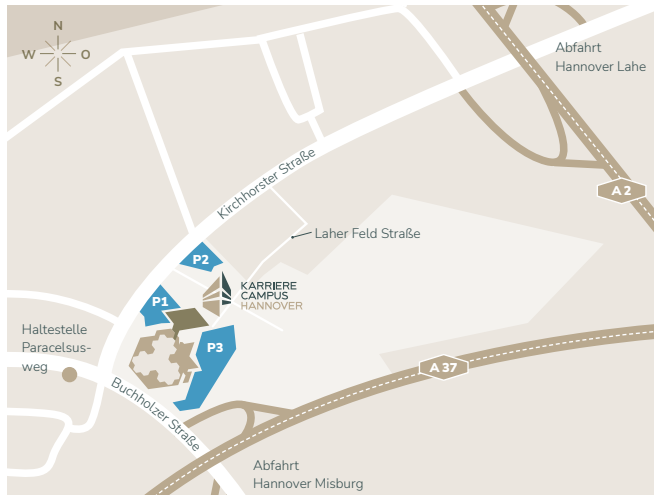 N
W O
S
Abfahrt
Hannover Lahe
A 2
Kirchhorster Straße
Laher Feld Straße
P2
KARRIERE
CAMPUS
HANNOVER
P1
P3
Haltestelle
Paracelsus-
weg
A 37
Buchholzer Straße
Abfahrt
Hannover Misburg